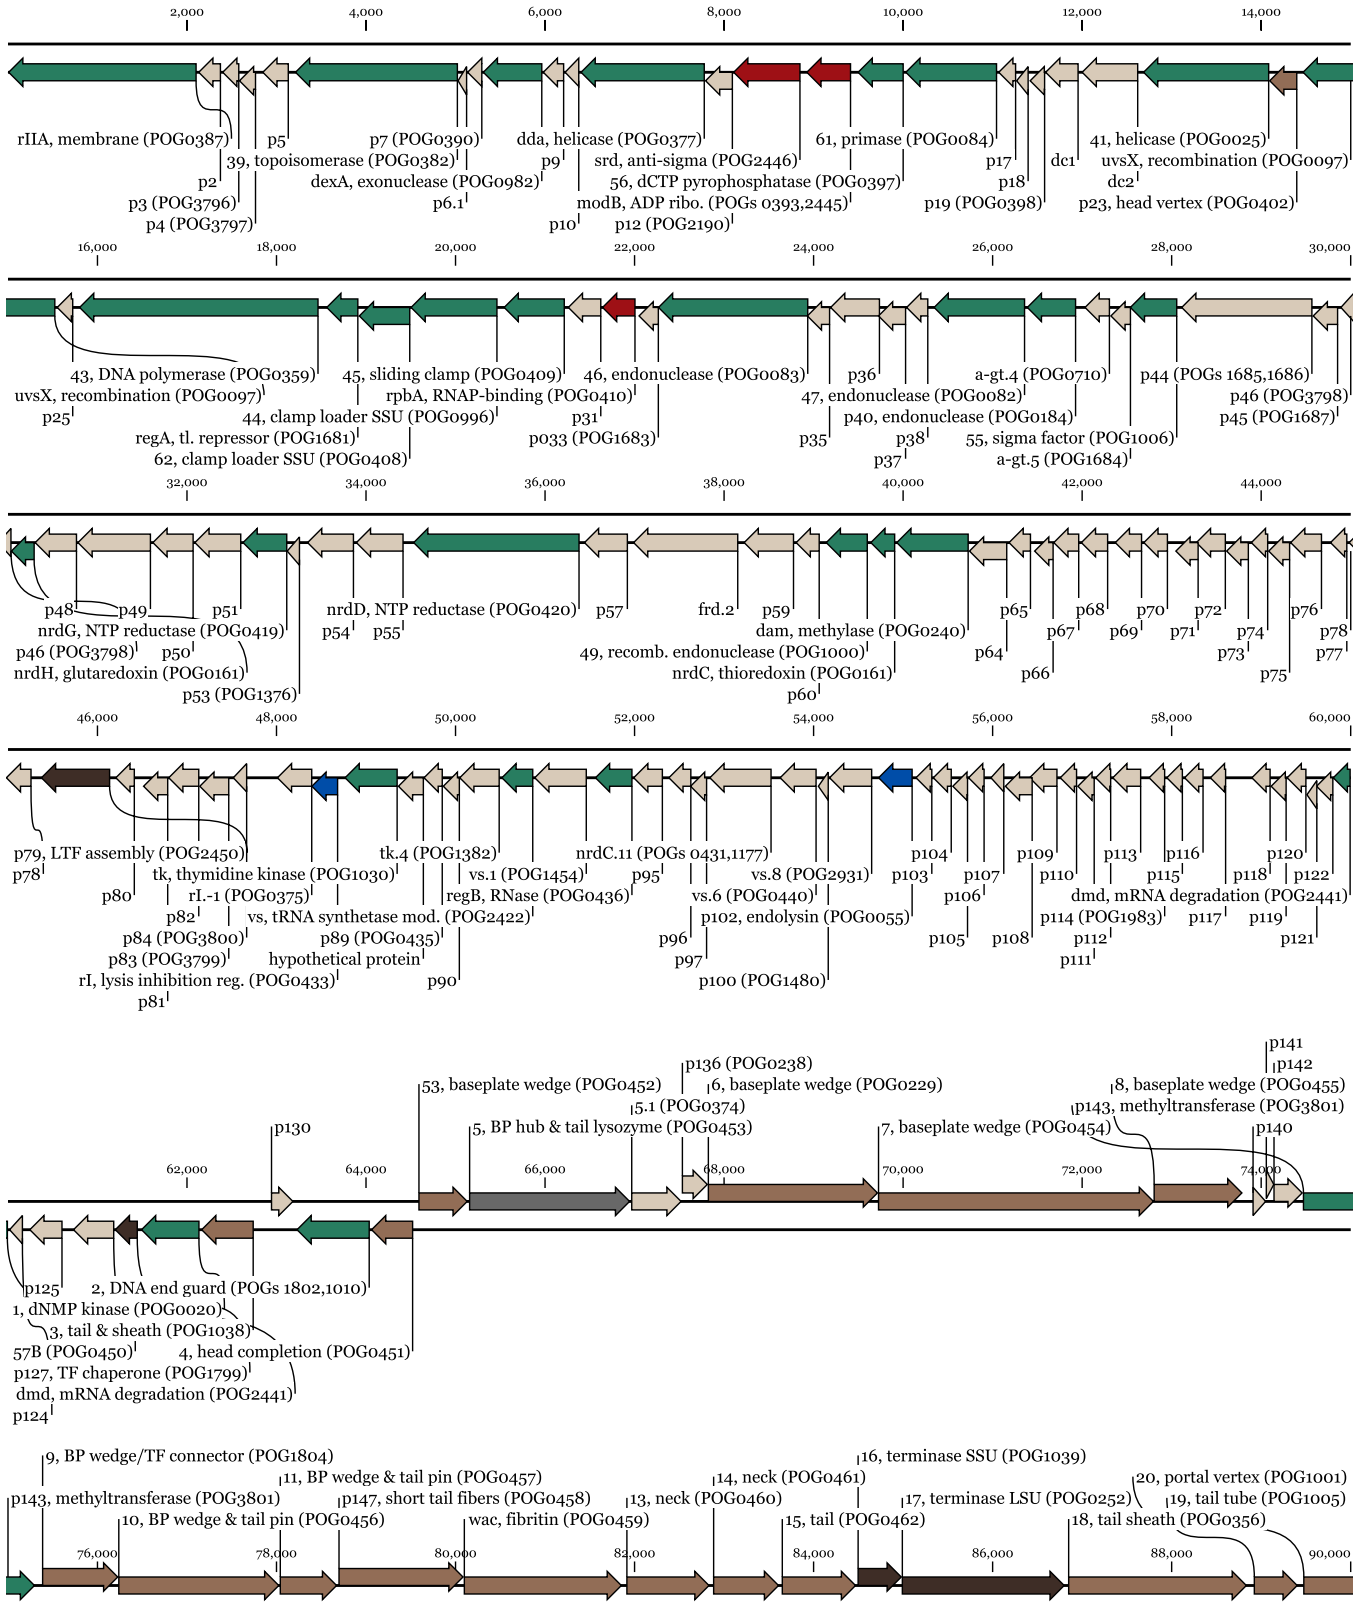 2,000 4,000 6,000 8,000 10,000 12,000 14,000
rIIA, membrane (POG0387) p5 p7 (POG0390) dda, helicase (POG0377) 61, primase (POG0084) 41, helicase (POG0025)
39, topoisomerase (POG0382) p9 srd, anti-sigma (POG2446) p17 dc1 uvsX, recombination (POG0097)
p2 dexA, exonuclease (POG0982) 56, dCTP pyrophosphatase (POG0397) p18 dc2
p3 (POG3796) p6.1 modB, ADP ribo. (POGs 0393,2445) p19 (POG0398) p23, head vertex (POG0402)
p4 (POG3797) p10 p12 (POG2190)
16,000 18,000 20,000 22,000 24,000 26,000 28,000 30,000
43, DNA polymerase (POG0359) 45, sliding clamp (POG0409) 46, endonuclease (POG0083) p36 a-gt.4 (POG0710) p44 (POGs 1685,1686)
uvsX, recombination (POG0097) rpbA, RNAP-binding (POG0410) 47, endonuclease (POG0082) p46 (POG3798)
p25 44, clamp loader SSU (POG0996) p31 p40, endonuclease (POG0184) p45 (POG1687)
regA, tl. repressor (POG1681) p033 (POG1683) p35 p38 55, sigma factor (POG1006)
62, clamp loader SSU (POG0408) p37 a-gt.5 (POG1684)
32,000 34,000 36,000 38,000 40,000 42,000 44,000
p48 p49 p51 nrdD, NTP reductase (POG0420) p57 frd.2 p59 p65 p68 p70 p72 p76
nrdG, NTP reductase (POG0419) p54 p55 dam, methylase (POG0240) p67 p69 p71 p74 p78
p46 (POG3798) p50 49, recomb. endonuclease (POG1000) p64 p73 p77
nrdH, glutaredoxin (POG0161) nrdC, thioredoxin (POG0161) p66 p75
p53 (POG1376) p60
46,000 48,000 50,000 52,000 54,000 56,000 58,000 60,000
p79, LTF assembly (POG2450) tk.4 (POG1382) nrdC.11 (POGs 0431,1177) p104 p109 p113 p116 p120
p78 tk, thymidine kinase (POG1030) vs.1 (POG1454) p95 vs.8 (POG2931) p103 p107 p110 p115 p118 p122
p80 rI.-1 (POG0375) regB, RNase (POG0436) vs.6 (POG0440) p106 dmd, mRNA degradation (POG2441)
p82 vs, tRNA synthetase mod. (POG2422) p102, endolysin (POG0055) p114 (POG1983) p117 p119
p84 (POG3800) p89 (POG0435) p96 p105 p108 p112 p121
p83 (POG3799) hypothetical protein p97 p111
rI, lysis inhibition reg. (POG0433) p90 p100 (POG1480)
p81
p141
p136 (POG0238) p142
53, baseplate wedge (POG0452) 6, baseplate wedge (POG0229) 8, baseplate wedge (POG0455)
5.1 (POG0374) p143, methyltransferase (POG3801)
p130 5, BP hub & tail lysozyme (POG0453) 7, baseplate wedge (POG0454) p140
62,000 64,000 66,000 68,000 70,000 72,000 74,000
p125 2, DNA end guard (POGs 1802,1010)
1, dNMP kinase (POG0020)
3, tail & sheath (POG1038)
57B (POG0450) 4, head completion (POG0451)
p127, TF chaperone (POG1799)
dmd, mRNA degradation (POG2441)
p124
9, BP wedge/TF connector (POG1804) 16, terminase SSU (POG1039)
11, BP wedge & tail pin (POG0457) 14, neck (POG0461) 20, portal vertex (POG1001)
p143, methyltransferase (POG3801) p147, short tail fibers (POG0458) 13, neck (POG0460) 17, terminase LSU (POG0252) 19, tail tube (POG1005)
10, BP wedge & tail pin (POG0456) wac, fibritin (POG0459) 15, tail (POG0462) 18, tail sheath (POG0356)
76,000 78,000 80,000 82,000 84,000 86,000 88,000 90,000